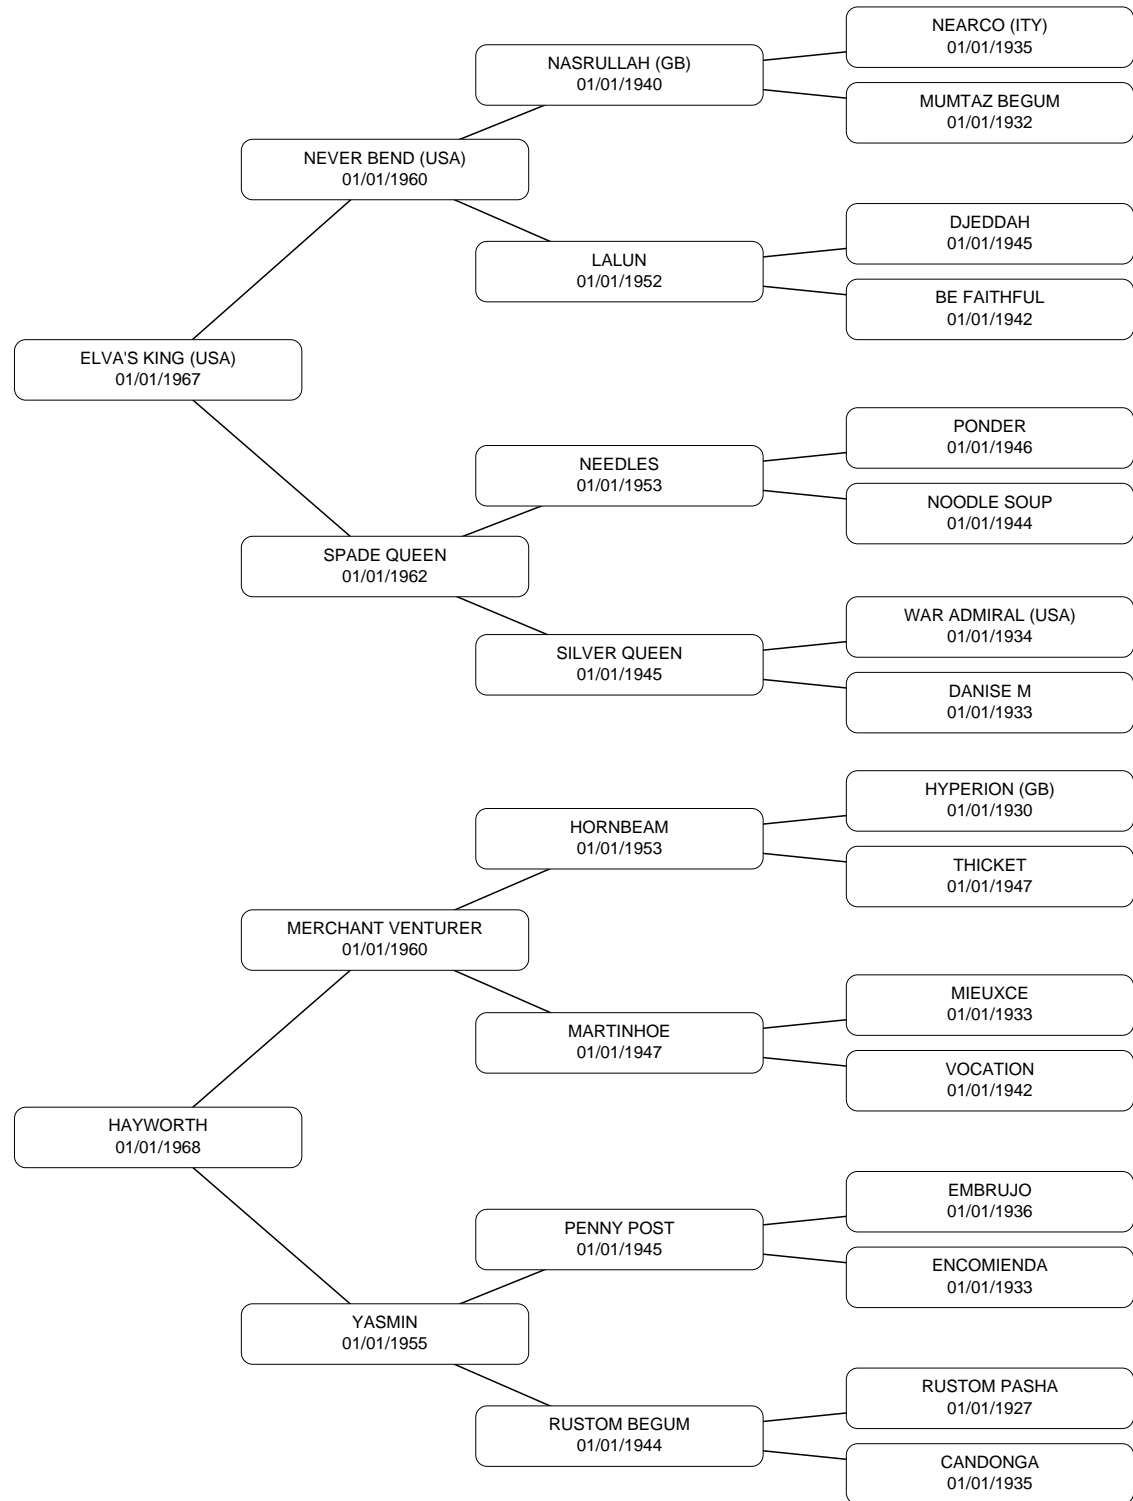 NEARCO (ITY)
01/01/1935
NASRULLAH (GB)
01/01/1940
MUMTAZ BEGUM
01/01/1932
NEVER BEND (USA)
01/01/1960
DJEDDAH
01/01/1945
LALUN
01/01/1952
BE FAITHFUL
01/01/1942
ELVA'S KING (USA)
01/01/1967
PONDER
01/01/1946
NEEDLES
01/01/1953
NOODLE SOUP
01/01/1944
SPADE QUEEN
01/01/1962
WAR ADMIRAL (USA)
01/01/1934
SILVER QUEEN
01/01/1945
DANISE M
01/01/1933
HYPERION (GB)
01/01/1930
HORNBEAM
01/01/1953
THICKET
01/01/1947
MERCHANT VENTURER
01/01/1960
MIEUXCE
01/01/1933
MARTINHOE
01/01/1947
VOCATION
01/01/1942
HAYWORTH
01/01/1968
EMBRUJO
01/01/1936
PENNY POST
01/01/1945
ENCOMIENDA
01/01/1933
YASMIN
01/01/1955
RUSTOM PASHA
01/01/1927
RUSTOM BEGUM
01/01/1944
CANDONGA
01/01/1935